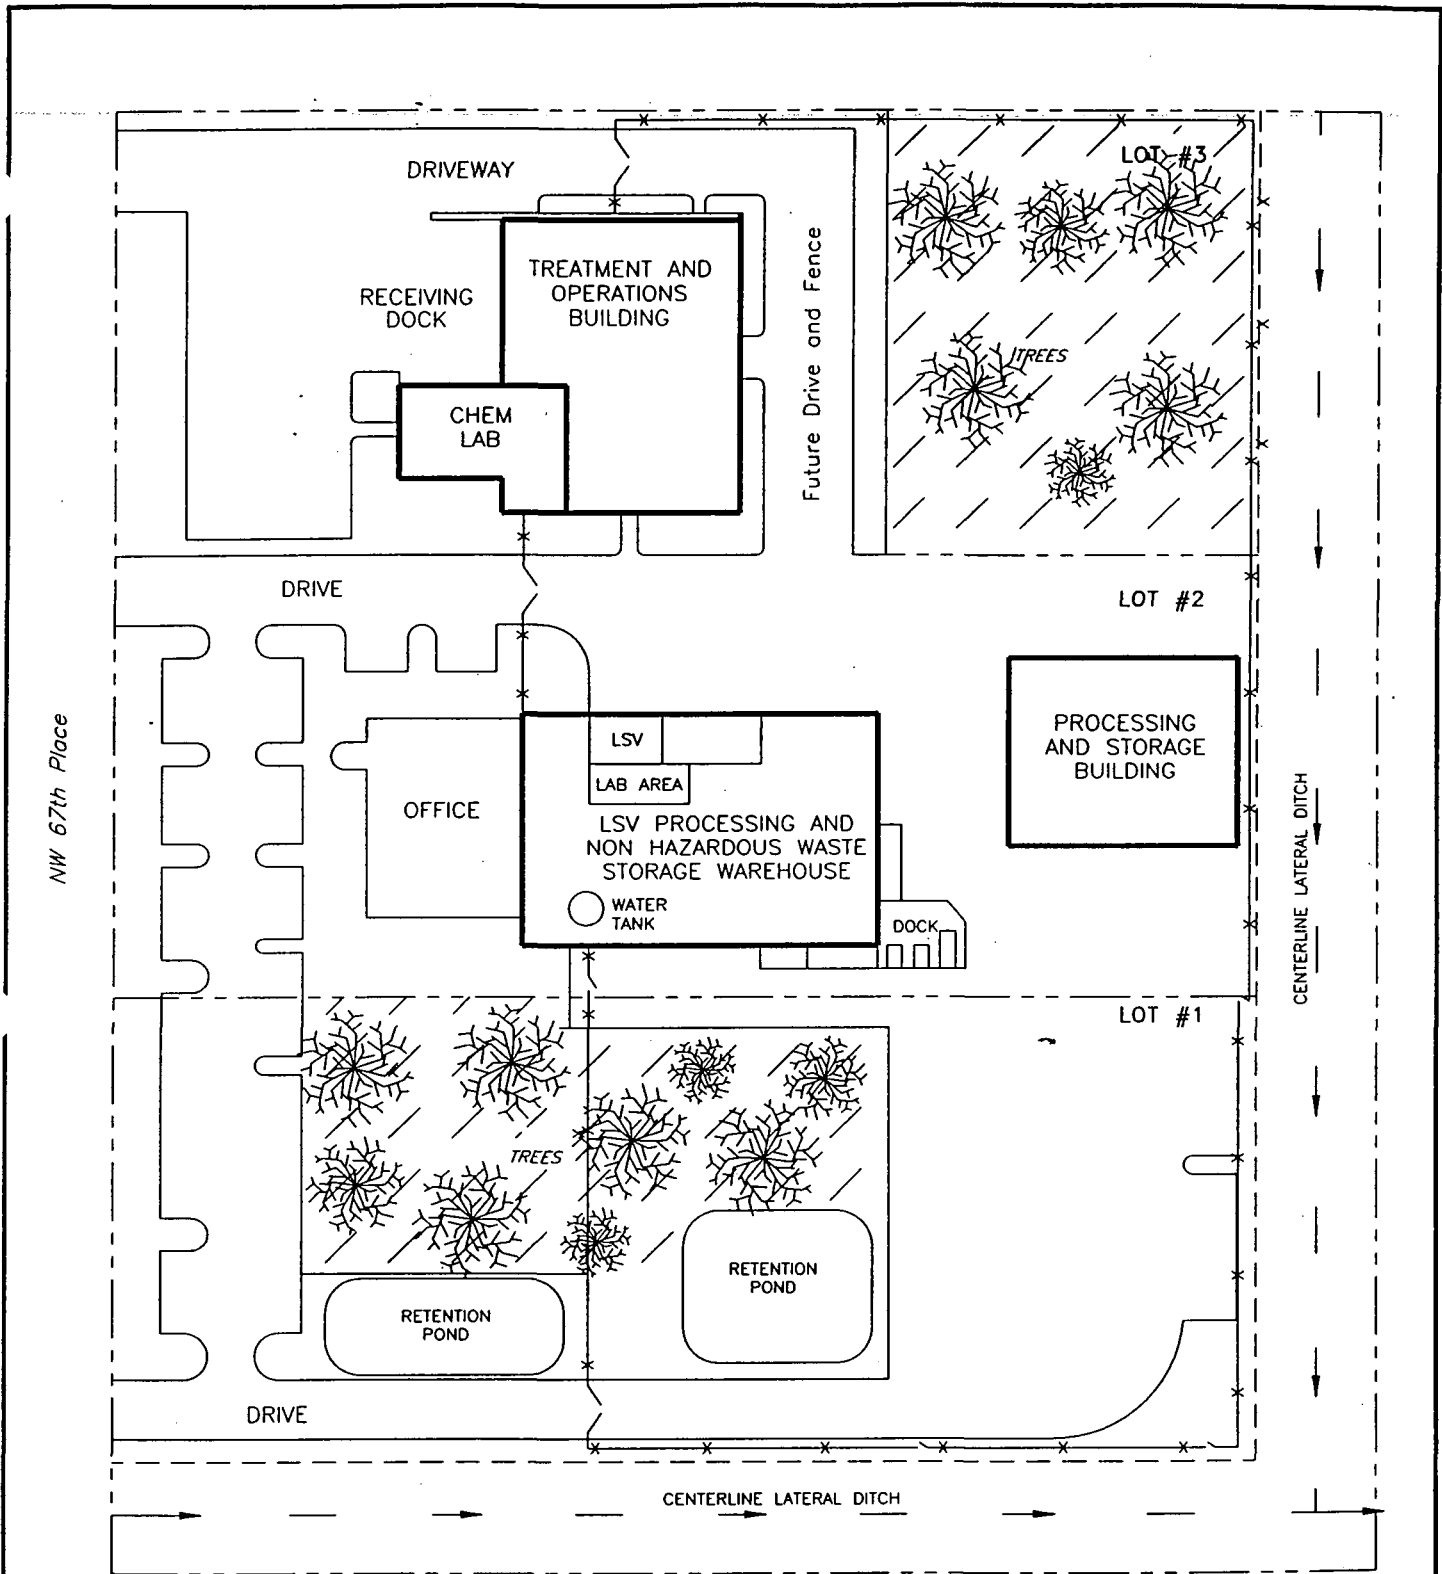 LOT #3
DRIVEWAY
TREATMENT AND
OPERATIONS
BUILDING
RECEIVING
DOCK
Future Drive and Fence
TREES
CHEM
LAB
DRIVE
LOT #2
NW 67th Place
LSV
LAB AREA
OFFICE
LSV PROCESSING AND
NON HAZARDOUS WASTE
STORAGE WAREHOUSE
WATER
TANK
DOCK
PROCESSING
AND STORAGE
BUILDING
CENTERLINE LATERAL DITCH
LOT #1
TREES
RETENTION
POND
RETENTION
POND
DRIVE
CENTERLINE LATERAL DITCH